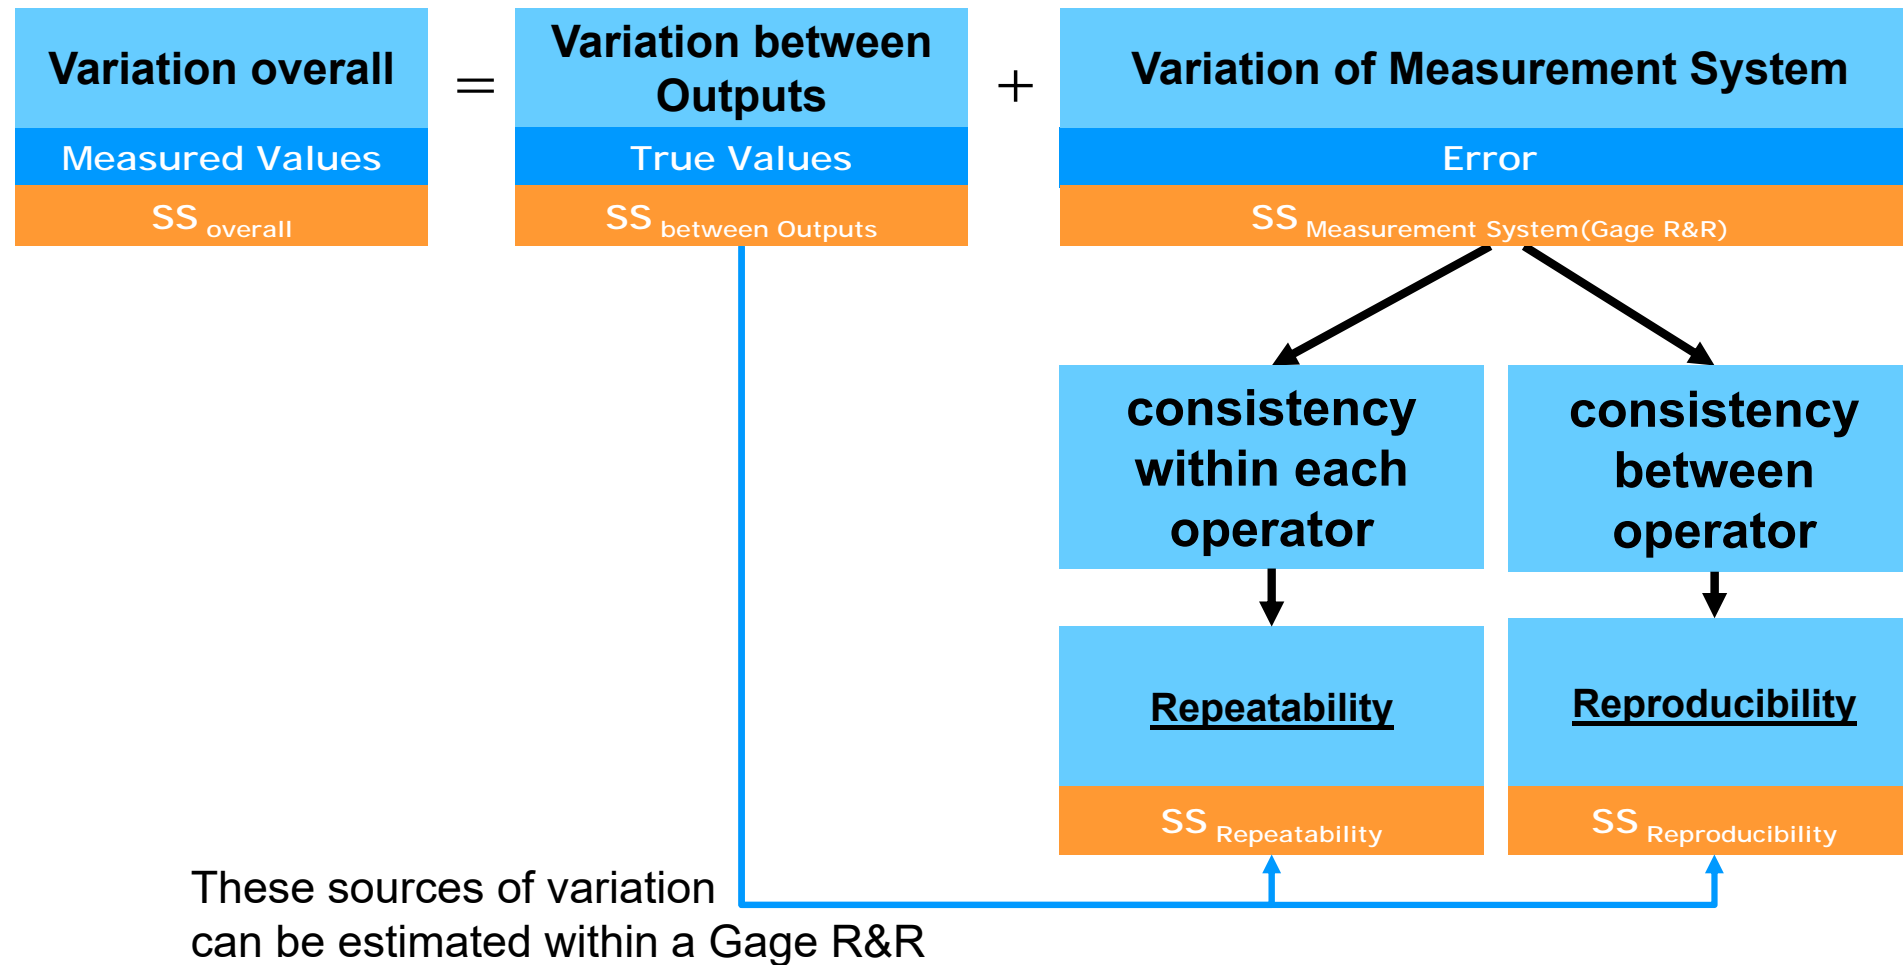 Variation overall
=
Variation between
Outputs
+
Variation of Measurement System
Measured Values
True Values
Error
SS overall
SS between Outputs
SS Measurement System(Gage R&R)
consistency
within each
operator
consistency
between
operator
Repeatability
Reproducibility
SS Repeatability
SS Reproducibility
These sources of variation
can be estimated within a Gage R&R